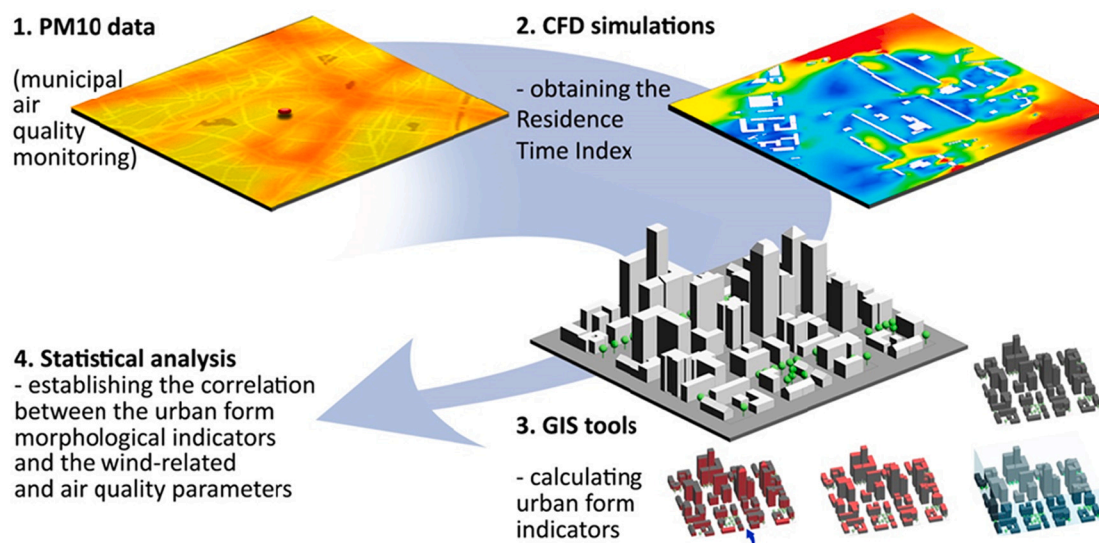 1. PM10 data
(municipal
air
quality
monitoring)
2. CFD simulations
- obtaining the
Residence
Time Index
3. GIS tools
- calculating
urban form
indicators
4. Statistical analysis
- establishing the correlation
between the urban form
morphological indicators
and the wind-related
and air quality parameters